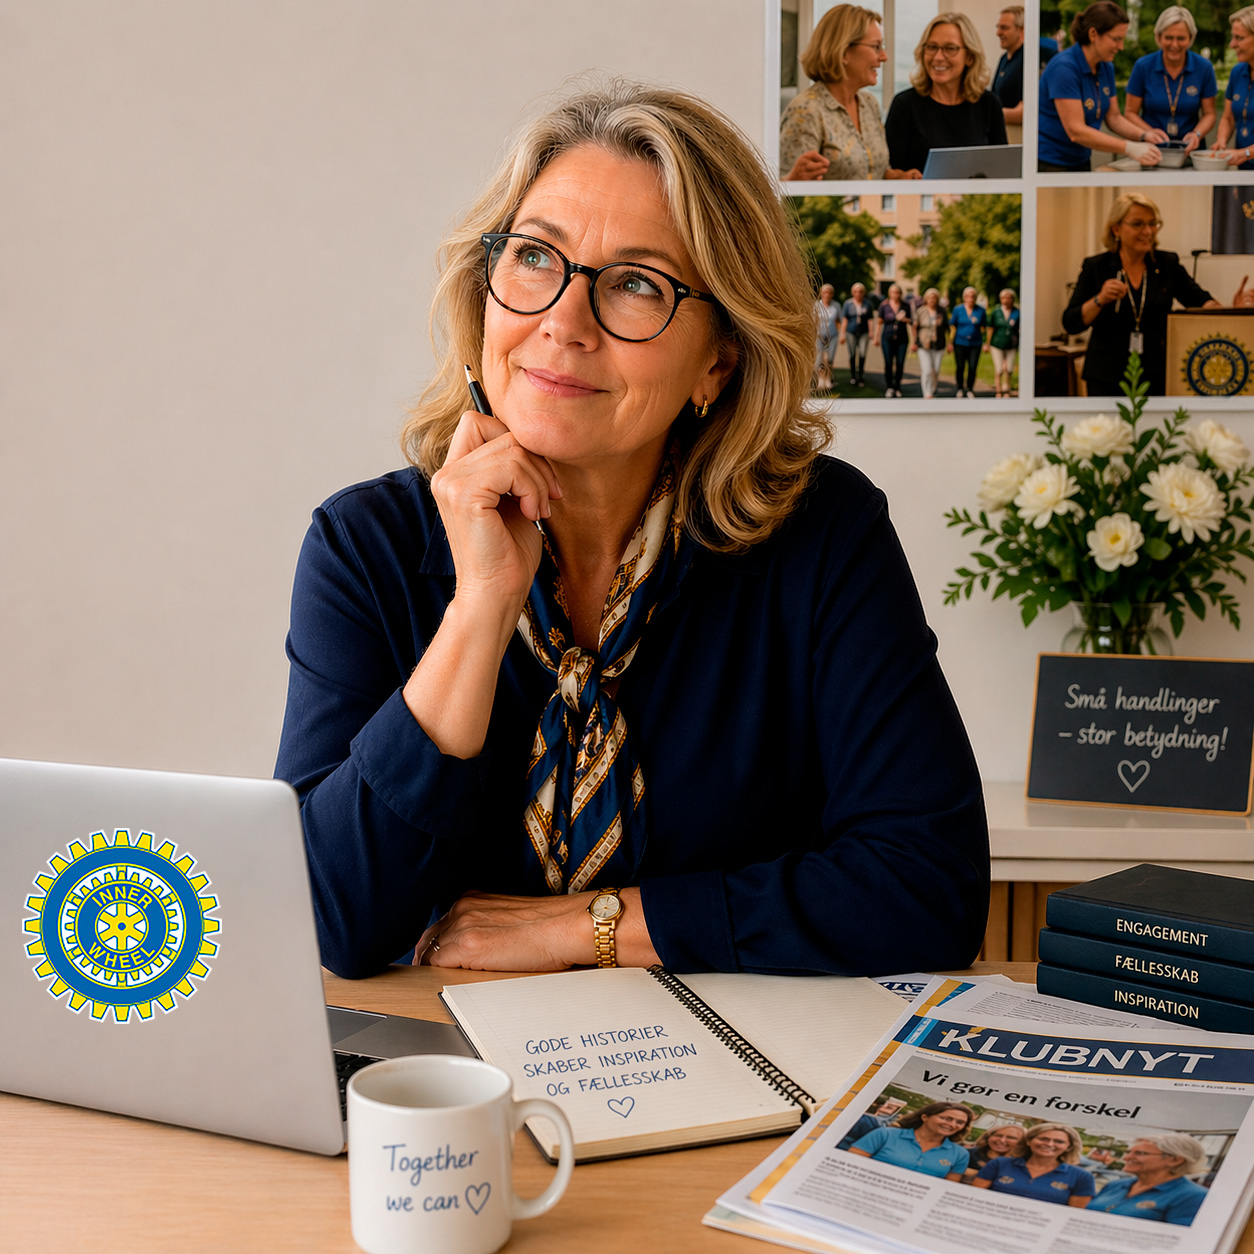 Små handlinger
– stor betydning!
INNER
WHEEL
ENGAGEMENT
FÆLLESSKAB
INSPIRATION
GODE HISTORIER
SKABER INSPIRATION
OG FÆLLESSKAB
KLUBNYT
Vi gør en forskel
Together
we can